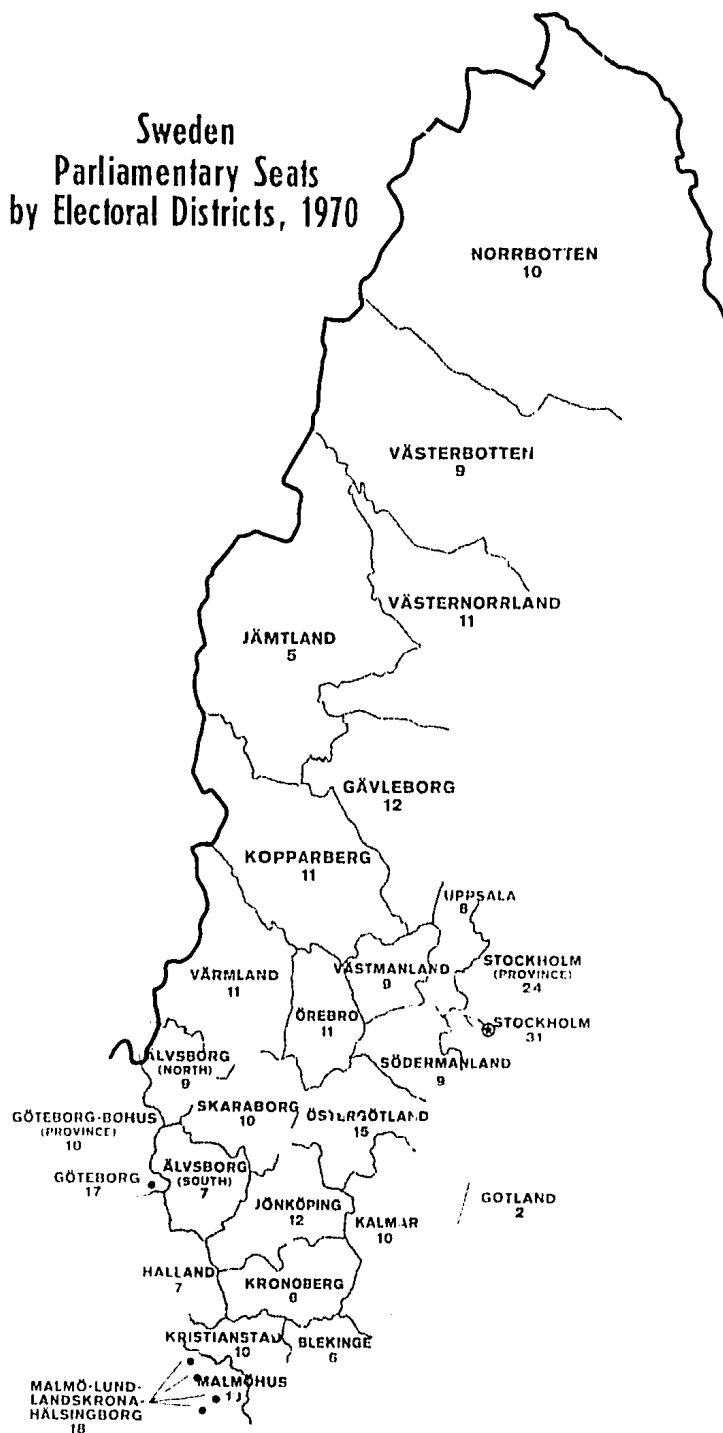 Sweden
Parliamentary Seats
by Electoral Districts, 1970
NORRBOTTEN
10
VÄSTERBOTTEN
9
VÄSTERNORRLAND
11
JÄMTLAND
5
GÄVLEBORG
12
KOPPARBERG
11
UPPSALA
8
VÄRMLAND
11
VÄSTMANLAND
9
STOCKHOLM
(PROVINCE)
24
ÖREBRO
11
STOCKHOLM
31
ÄLVSBORG
(NORTH)
9
SÖDERMANLAND
9
SKARABORG
10
ÖSTERGÖTLAND
15
GÖTEBORG-BOHUS
(PROVINCE)
10
ÄLVSBORG
(SOUTH)
7
GÖTEBORG
17
JÖNKÖPING
12
KALMAR
10
GOTLAND
2
HALLAND
7
KRONOBERG
6
KRISTIANSTAD
10
BLEKINGE
6
MALMÖHUS
MALMÖ-LUND-
LANDSKRONA-
HÄLSINGBORG
18